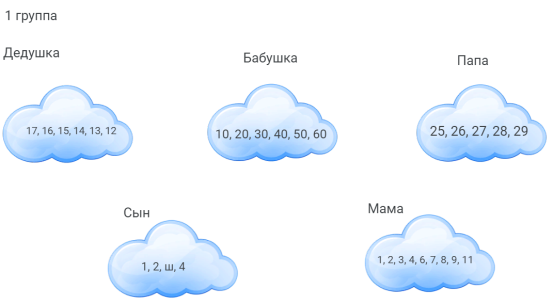 1 группа
Дедушка
Бабушка
Папа
17, 16, 15, 14, 13, 12
10, 20, 30, 40, 50, 60
25, 26, 27, 28, 29
Сын
Мама
1, 2, ш, 4
1, 2, 3, 4, 6, 7, 8, 9, 11